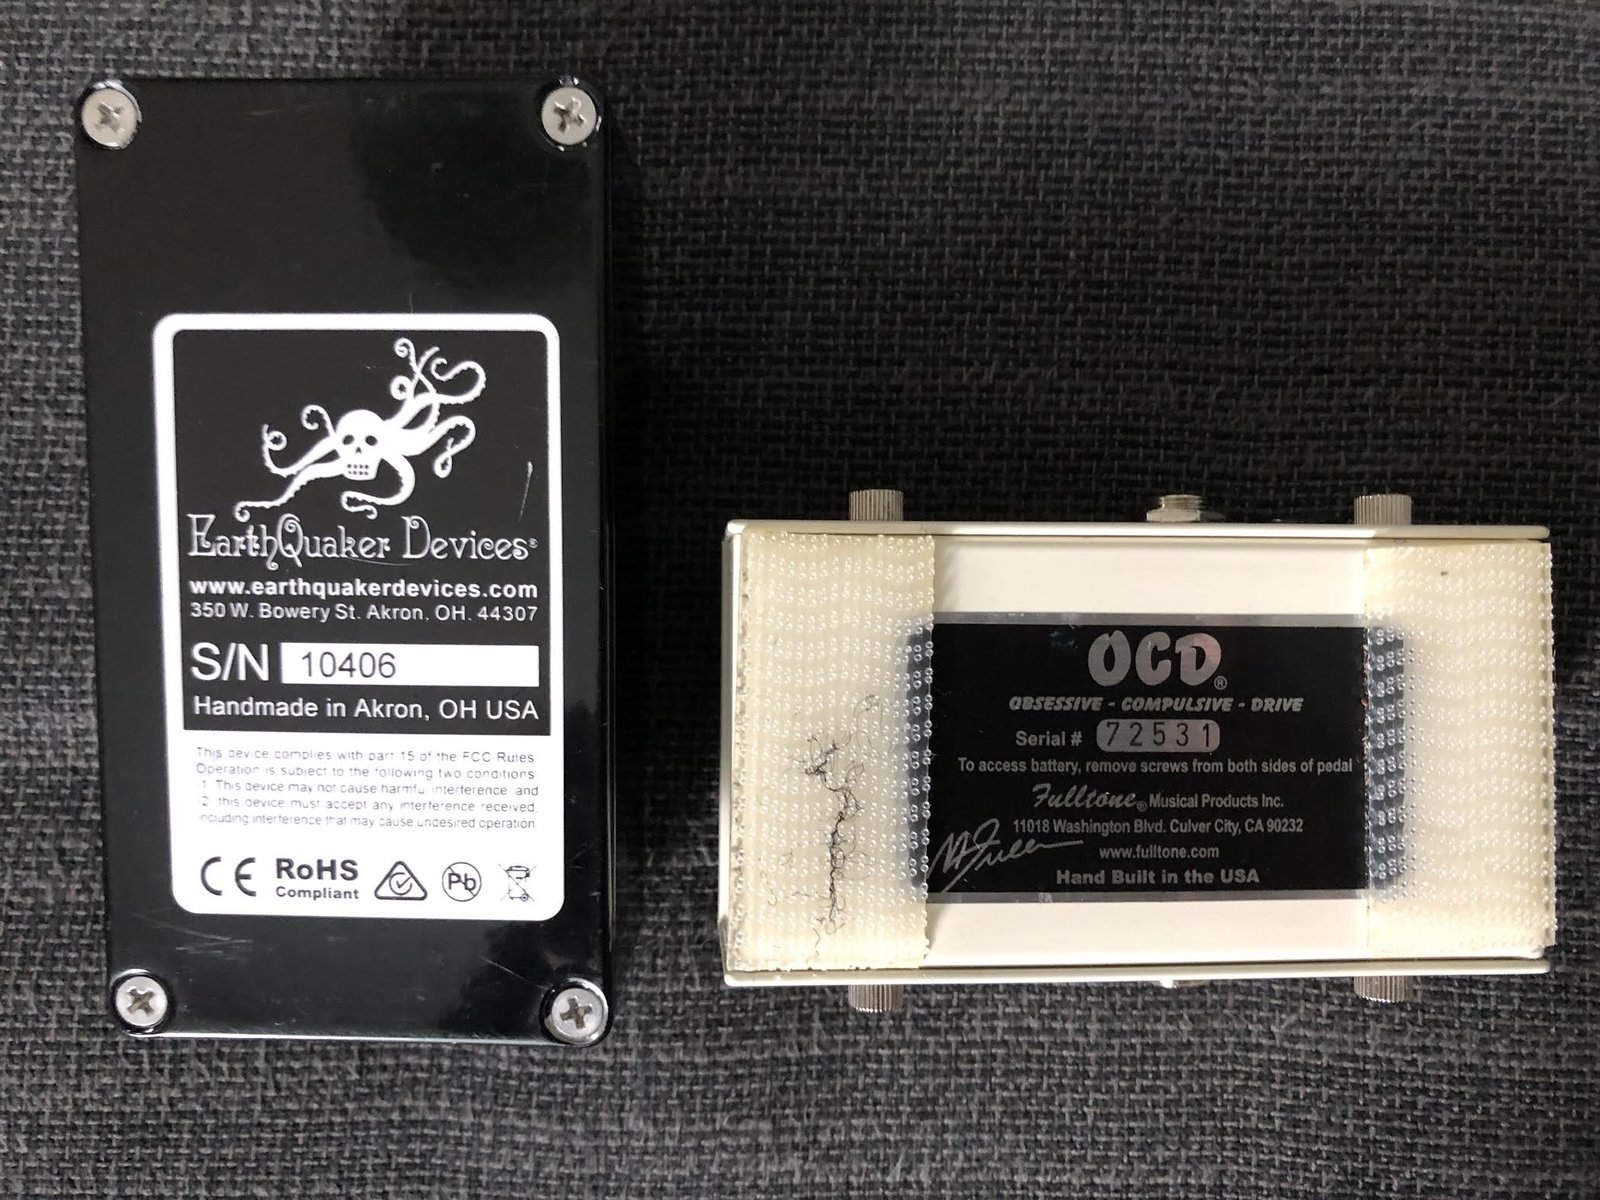 EarthQuaker Devices®
www.earthquakerdevices.com
350 W. Bowery St. Akron, OH. 44307
S/N 10406
Handmade in Akron, OH USA
This device complies with part 15 of the FCC Rules
Operation is subject to the following two conditions
1. This device may not cause harmful interference, and
2. this device must accept any interference received,
including interference that may cause undesired operation
CE RoHS
Compliant
Pb
OCD®
OBSESSIVE - COMPULSIVE - DRIVE
Serial # 72531
To access battery, remove screws from both sides of pedal
Fulltone® Musical Products Inc.
11018 Washington Blvd. Culver City, CA 90232
M Fuller
www.fulltone.com
Hand Built in the USA